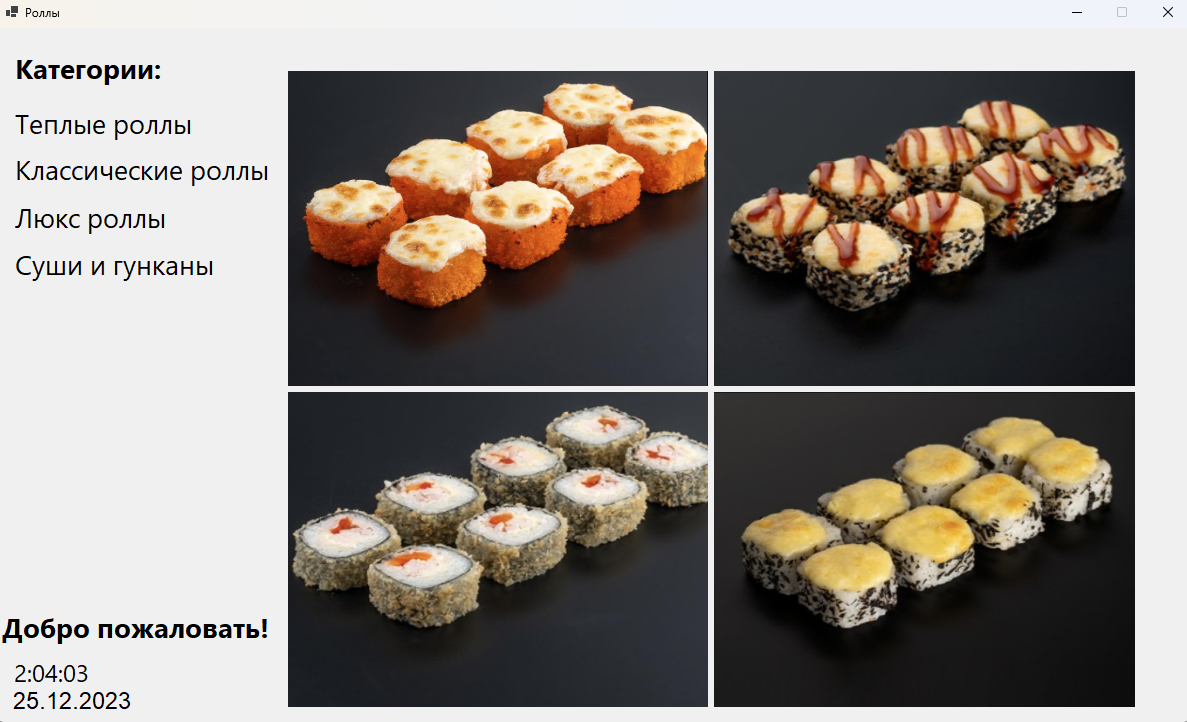 Роллы
Категории:
Теплые роллы
Классические роллы
Люкс роллы
Суши и гунканы
Добро пожаловать!
2:04:03
25.12.2023